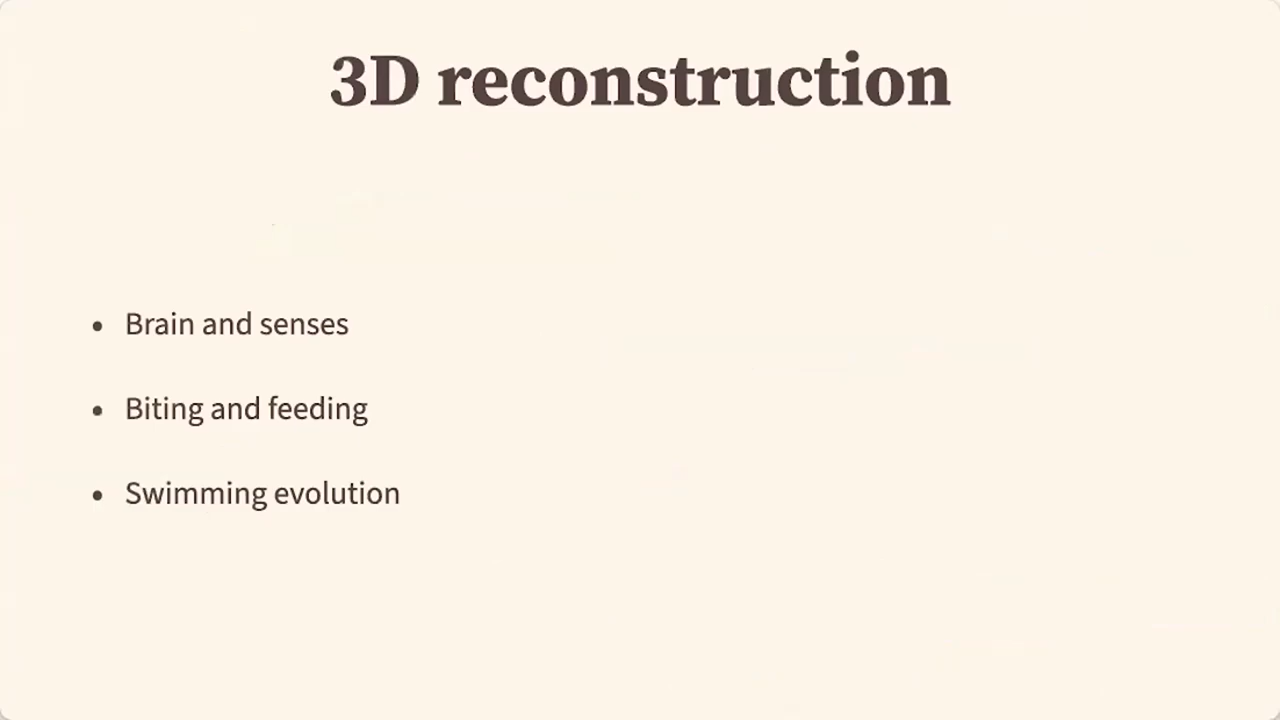 3D reconstruction
• Brain and senses
• Biting and feeding
• Swimming evolution